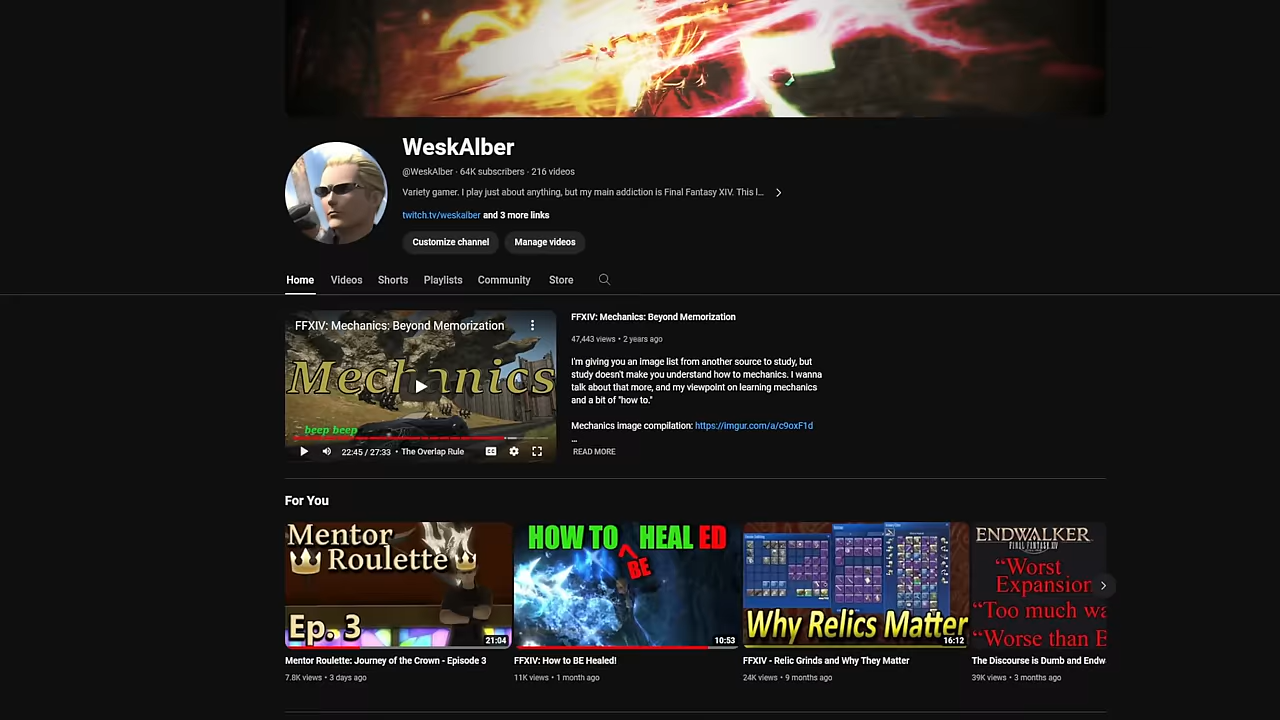 WeskAlber
@WeskAlber · 64K subscribers · 216 videos
Variety gamer. I play just about anything, but my main addiction is Final Fantasy XIV. This l...
twitch.tv/weskalber and 3 more links
Customize channel Manage videos
Home Videos Shorts Playlists Community Store
FFXIV: Mechanics: Beyond Memorization
Mechanics
beep beep
22:45 / 27:33 • The Overlap Rule
FFXIV: Mechanics: Beyond Memorization
47,443 views • 2 years ago
I'm giving you an image list from another source to study, but
study doesn't make you understand how to mechanics. I wanna
talk about that more, and my viewpoint on learning mechanics
and a bit of "how to."
Mechanics image compilation: https://imgur.com/a/c9oxF1d
...
READ MORE
For You
Mentor
Roulette
Ep. 3
21:04
Mentor Roulette: Journey of the Crown - Episode 3
7.8K views • 3 days ago
HOW TO HEAL ED
BE
10:53
FFXIV: How to BE Healed!
11K views • 1 month ago
Why Relics Matter
16:12
FFXIV - Relic Grinds and Why They Matter
24K views • 9 months ago
ENDWALKER
FINAL FANTASY XIV
"Worst
Expansion
"Too much wa
"Worse than E
The Discourse is Dumb and Endw
39K views • 3 months ago